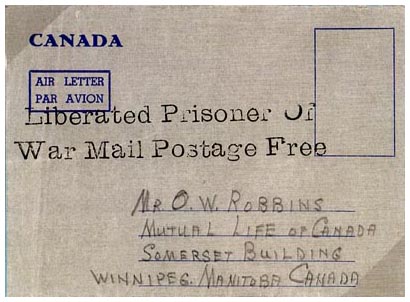 CANADA
AIR LETTER
PAR AVION
Liberated Prisoner Of
War Mail Postage Free
MR O. W. ROBBINS
MUTUAL LIFE OF CANADA
SOMERSET BUILDING
WINNIPEG. MANITOBA CANADA